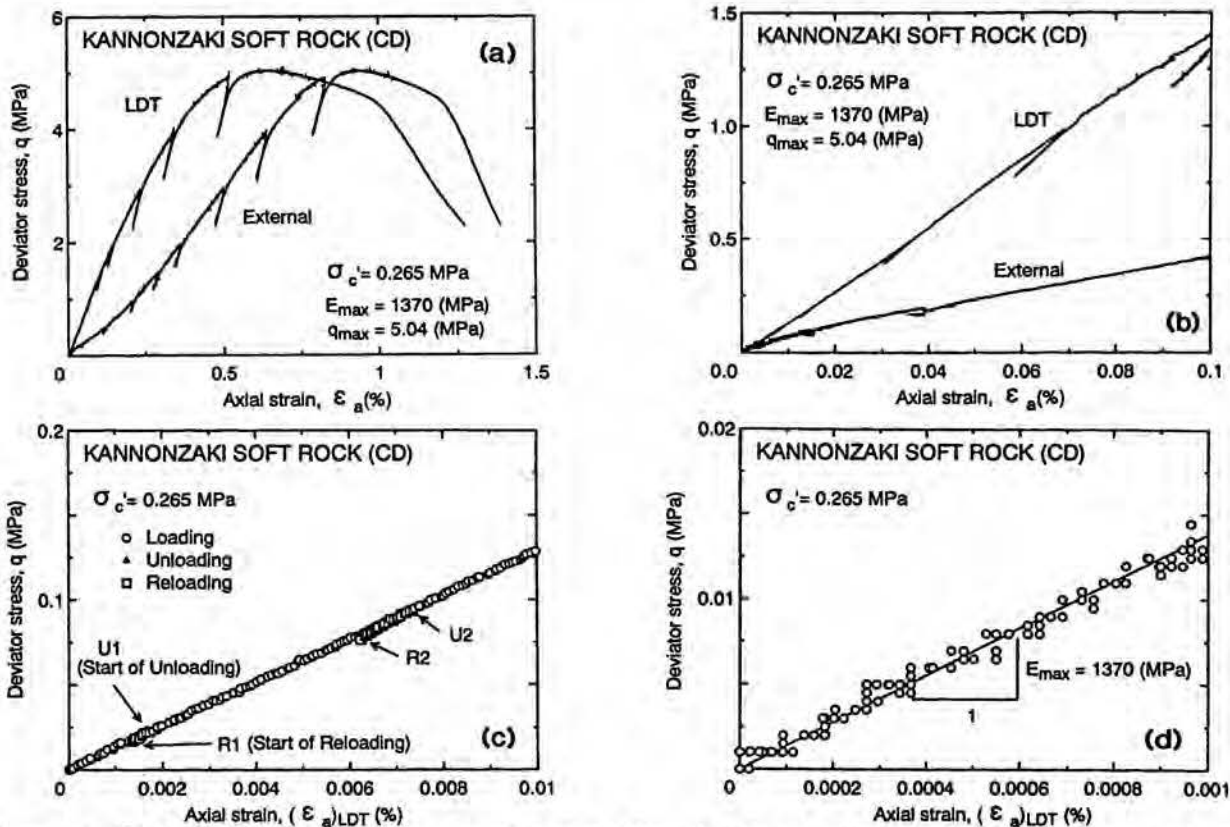 KANNONZAKI SOFT ROCK (CD)
(a)
LDT
External
σc'= 0.265 MPa
Emax = 1370 (MPa)
qmax = 5.04 (MPa)
Deviator stress, q (MPa)
6
4
2
0
0
0.5
1
1.5
Axial strain, εa(%)
KANNONZAKI SOFT ROCK (CD)
σc'= 0.265 MPa
Emax = 1370 (MPa)
qmax = 5.04 (MPa)
LDT
External
(b)
Deviator stress, q (MPa)
1.5
1.0
0.5
0
0.0
0.02
0.04
0.06
0.08
0.1
Axial strain, εa(%)
KANNONZAKI SOFT ROCK (CD)
σc'= 0.265 MPa
Loading
Unloading
Reloading
U1
(Start of Unloading)
R1 (Start of Reloading)
U2
R2
(c)
Deviator stress, q (MPa)
0.2
0.1
0
0
0.002
0.004
0.006
0.008
0.01
Axial strain, (εa)LDT (%)
KANNONZAKI SOFT ROCK (CD)
σc'= 0.265 MPa
Emax = 1370 (MPa)
1
(d)
Deviator stress, q (MPa)
0.02
0.01
0
0
0.0002
0.0004
0.0006
0.0008
0.001
Axial strain, (εa)LDT (%)